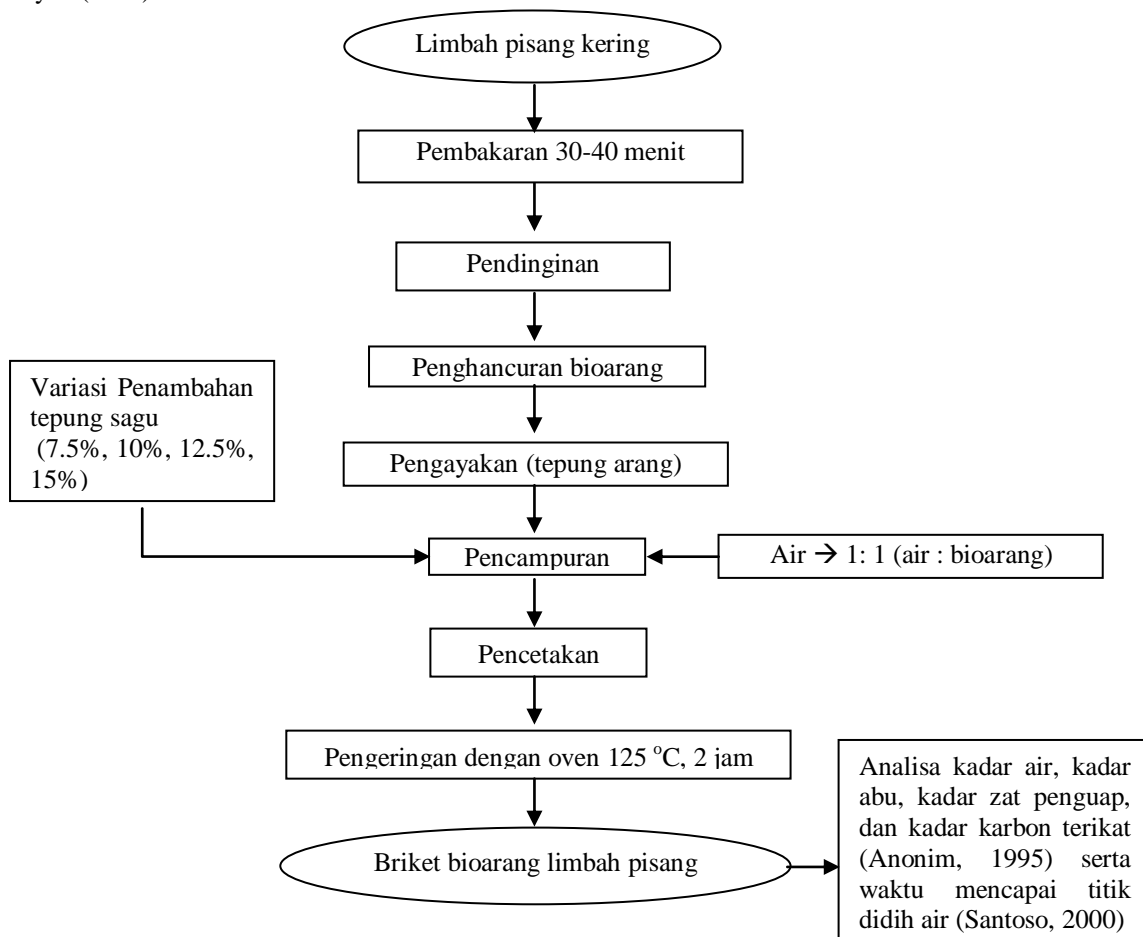 Limbah pisang kering
Pembakaran 30-40 menit
Pendinginan
Penghancuran bioarang
Variasi Penambahan
tepung sagu
(7.5%, 10%, 12.5%,
15%)
Pengayakan (tepung arang)
Pencampuran
Air → 1: 1 (air : bioarang)
Pencetakan
Pengeringan dengan oven 125 °C, 2 jam
Briket bioarang limbah pisang
Analisa kadar air, kadar
abu, kadar zat penguap,
dan kadar karbon terikat
(Anonim, 1995) serta
waktu mencapai titik
didih air (Santoso, 2000)